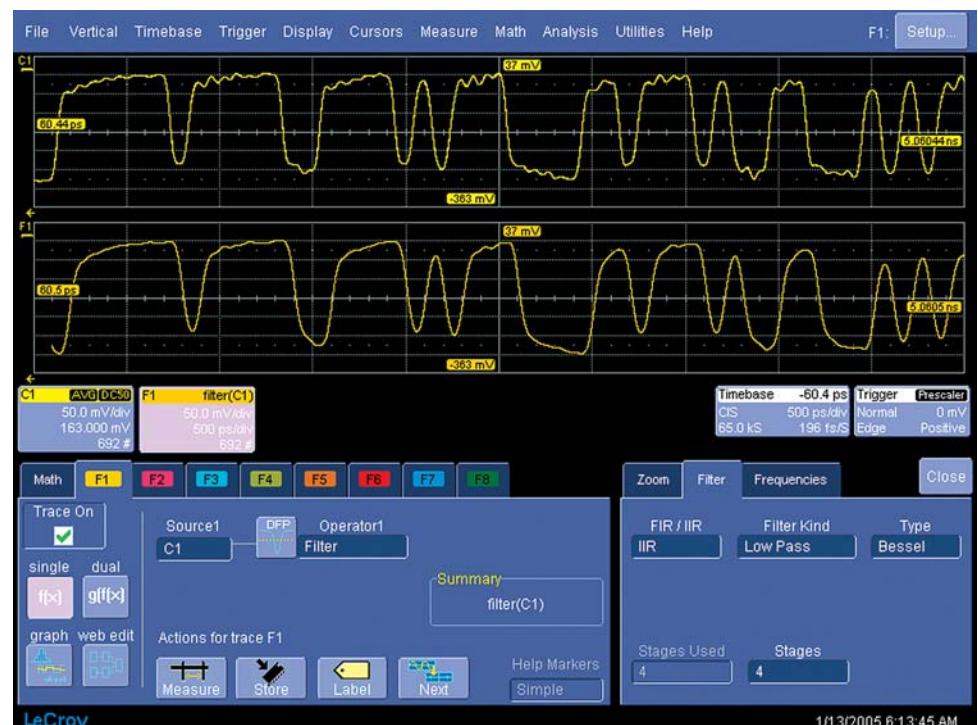 File Vertical Timebase Trigger Display Cursors Measure Math Analysis Utilities Help F1: Setup...
C1
37 mV
60.44 ps
5.06044 ns
-363 mV
F1
37 mV
60.5 ps
5.0605 ns
-363 mV
C1 AVG DC50
50.0 mV/div
163.000 mV
692 #
F1 filter(C1)
50.0 mV/div
500 ps/div
692 #
Timebase -60.4 ps
CIS 500 ps/div
65.0 kS 196 fs/S
Trigger Prescaler
Normal 0 mV
Edge Positive
Math F1 F2 F3 F4 F5 F6 F7 F8
Trace On
single dual
f(x) g(f(x))
graph web edit
Source1
C1
DFP
Operator1
Filter
Summary
filter(C1)
Actions for trace F1
Measure Store Label Next
Help Markers
Simple
Zoom Filter Frequencies Close
FIR / IIR Filter Kind Type
IIR Low Pass Bessel
Stages Used Stages
4 4
LeCroy
1/13/2005 6:13:45 AM